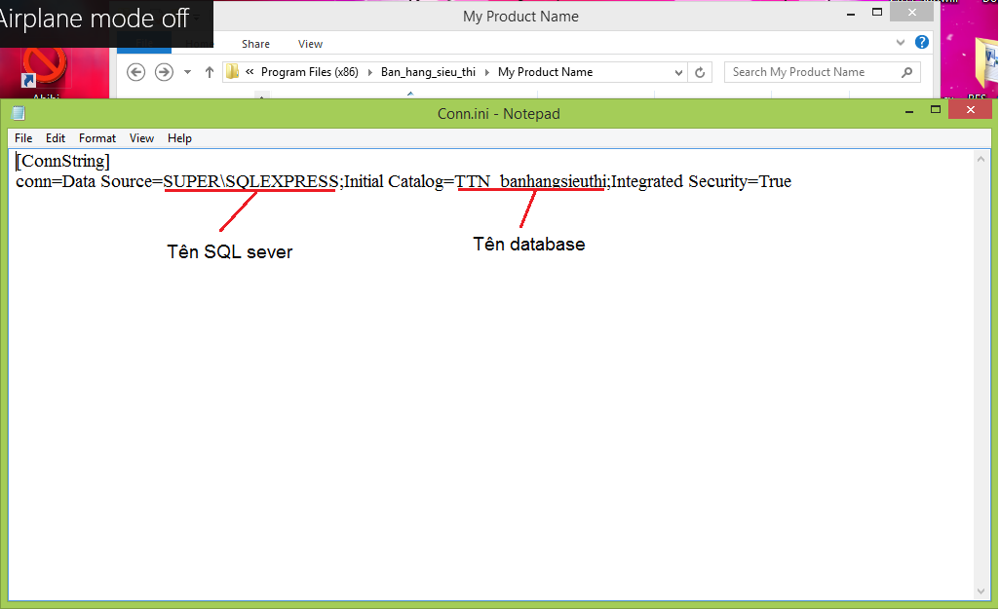 Airplane mode off
My Product Name
Share View
« Program Files (x86) Ban_hang_sieu_thi My Product Name
Search My Product Name
Conn.ini - Notepad
File Edit Format View Help
[ConnString]
conn=Data Source=SUPER\SQLEXPRESS;Initial Catalog=TTN_banhangsieuthi;Integrated Security=True
Tên SQL sever
Tên database